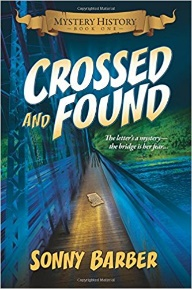 MYSTERY HISTORY
BOOK ONE
CROSSED
AND FOUND
The letter's a mystery—
the bridge is her fear...
SONNY BARBER